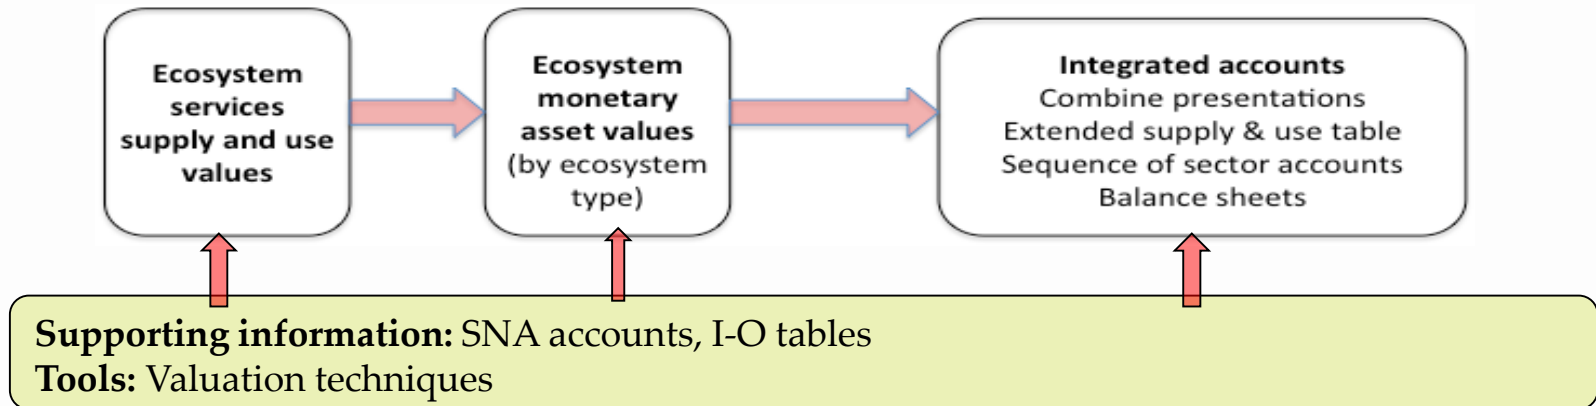 Ecosystem
services
supply and use
values
Ecosystem
monetary
asset values
(by ecosystem
type)
Integrated accounts
Combine presentations
Extended supply & use table
Sequence of sector accounts
Balance sheets
Supporting information: SNA accounts, I-O tables
Tools: Valuation techniques